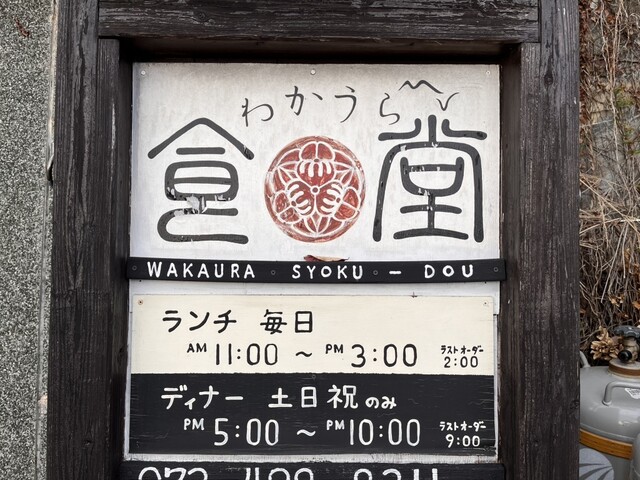 わかうら
食堂
WAKAURA SYOKU-DOU
ランチ 毎日
AM 11:00 ~ PM 3:00 ラストオーダー 2:00
ディナー 土日祝のみ
PM 5:00 ~ PM 10:00 ラストオーダー 9:00